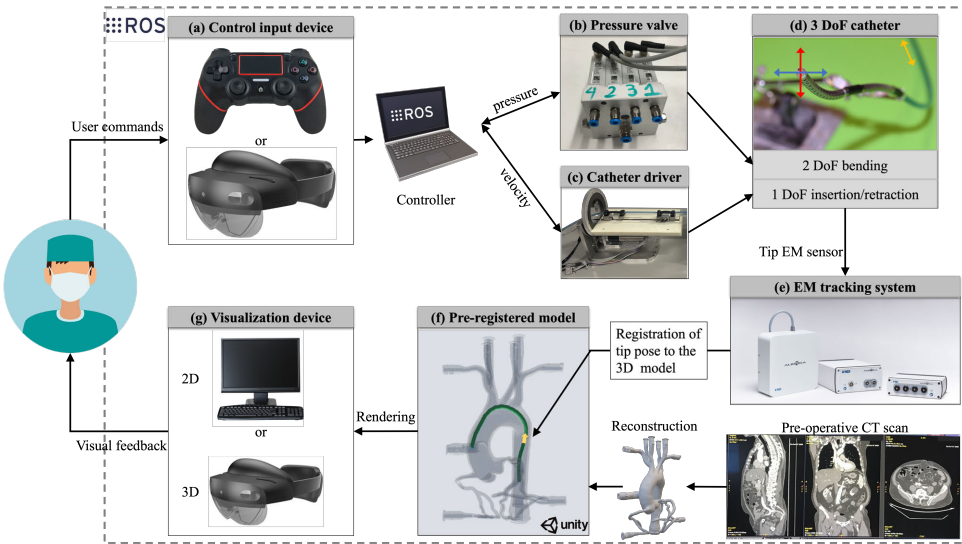 ROS
(a) Control input device
or
User commands
ROS
Controller
pressure
velocity
(b) Pressure valve
4 2 3 1
(c) Catheter driver
(d) 3 DoF catheter
2 DoF bending
1 DoF insertion/retraction
Tip EM sensor
(e) EM tracking system
Registration of
tip pose to the
3D model
(f) Pre-registered model
unity
Reconstruction
Pre-operative CT scan
Rendering
(g) Visualization device
2D
or
3D
Visual feedback